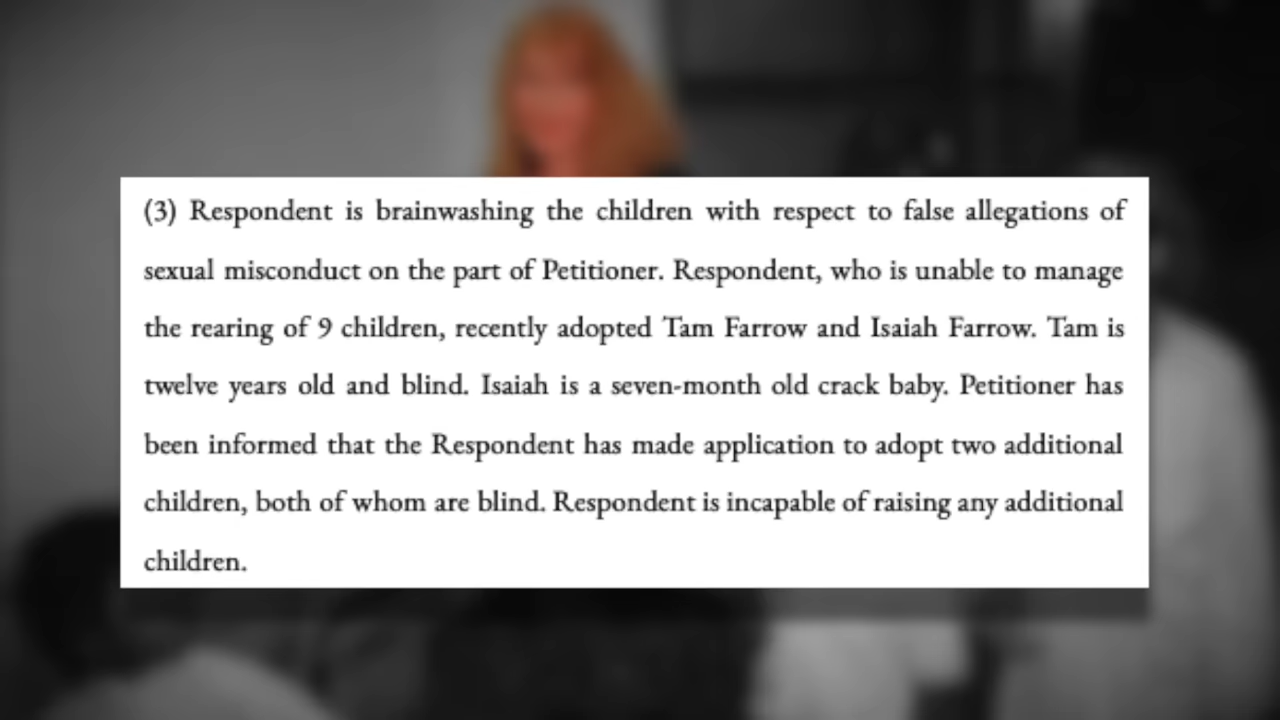 (3) Respondent is brainwashing the children with respect to false allegations of
sexual misconduct on the part of Petitioner. Respondent, who is unable to manage
the rearing of 9 children, recently adopted Tam Farrow and Isaiah Farrow. Tam is
twelve years old and blind. Isaiah is a seven-month old crack baby. Petitioner has
been informed that the Respondent has made application to adopt two additional
children, both of whom are blind. Respondent is incapable of raising any additional
children.